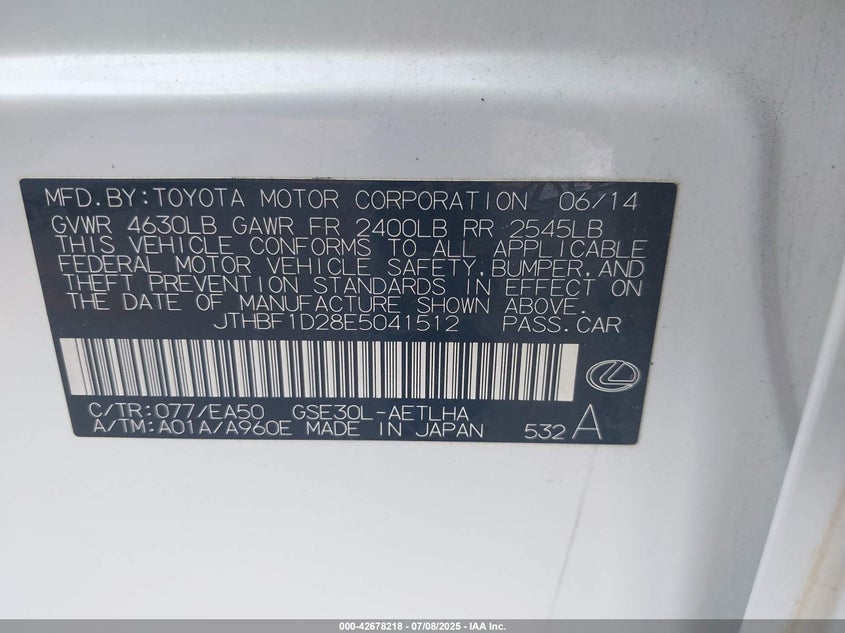 MFD.BY:TOYOTA MOTOR CORPORATION 06/14
GVWR 4630LB GAWR FR 2400LB RR 2545LB
THIS VEHICLE CONFORMS TO ALL APPLICABLE
FEDERAL MOTOR VEHICLE SAFETY,BUMPER,AND
THEFT PREVENTION STANDARDS IN EFFECT ON
THE DATE OF MANUFACTURE SHOWN ABOVE.
JTHBF1D28E5041512 PASS.CAR
C/TR:077/EA50 GSE30L-AETLHA
A/TM:A01A/A960E MADE IN JAPAN 532 A
000-42678218 - 07/08/2025 - IAA Inc.